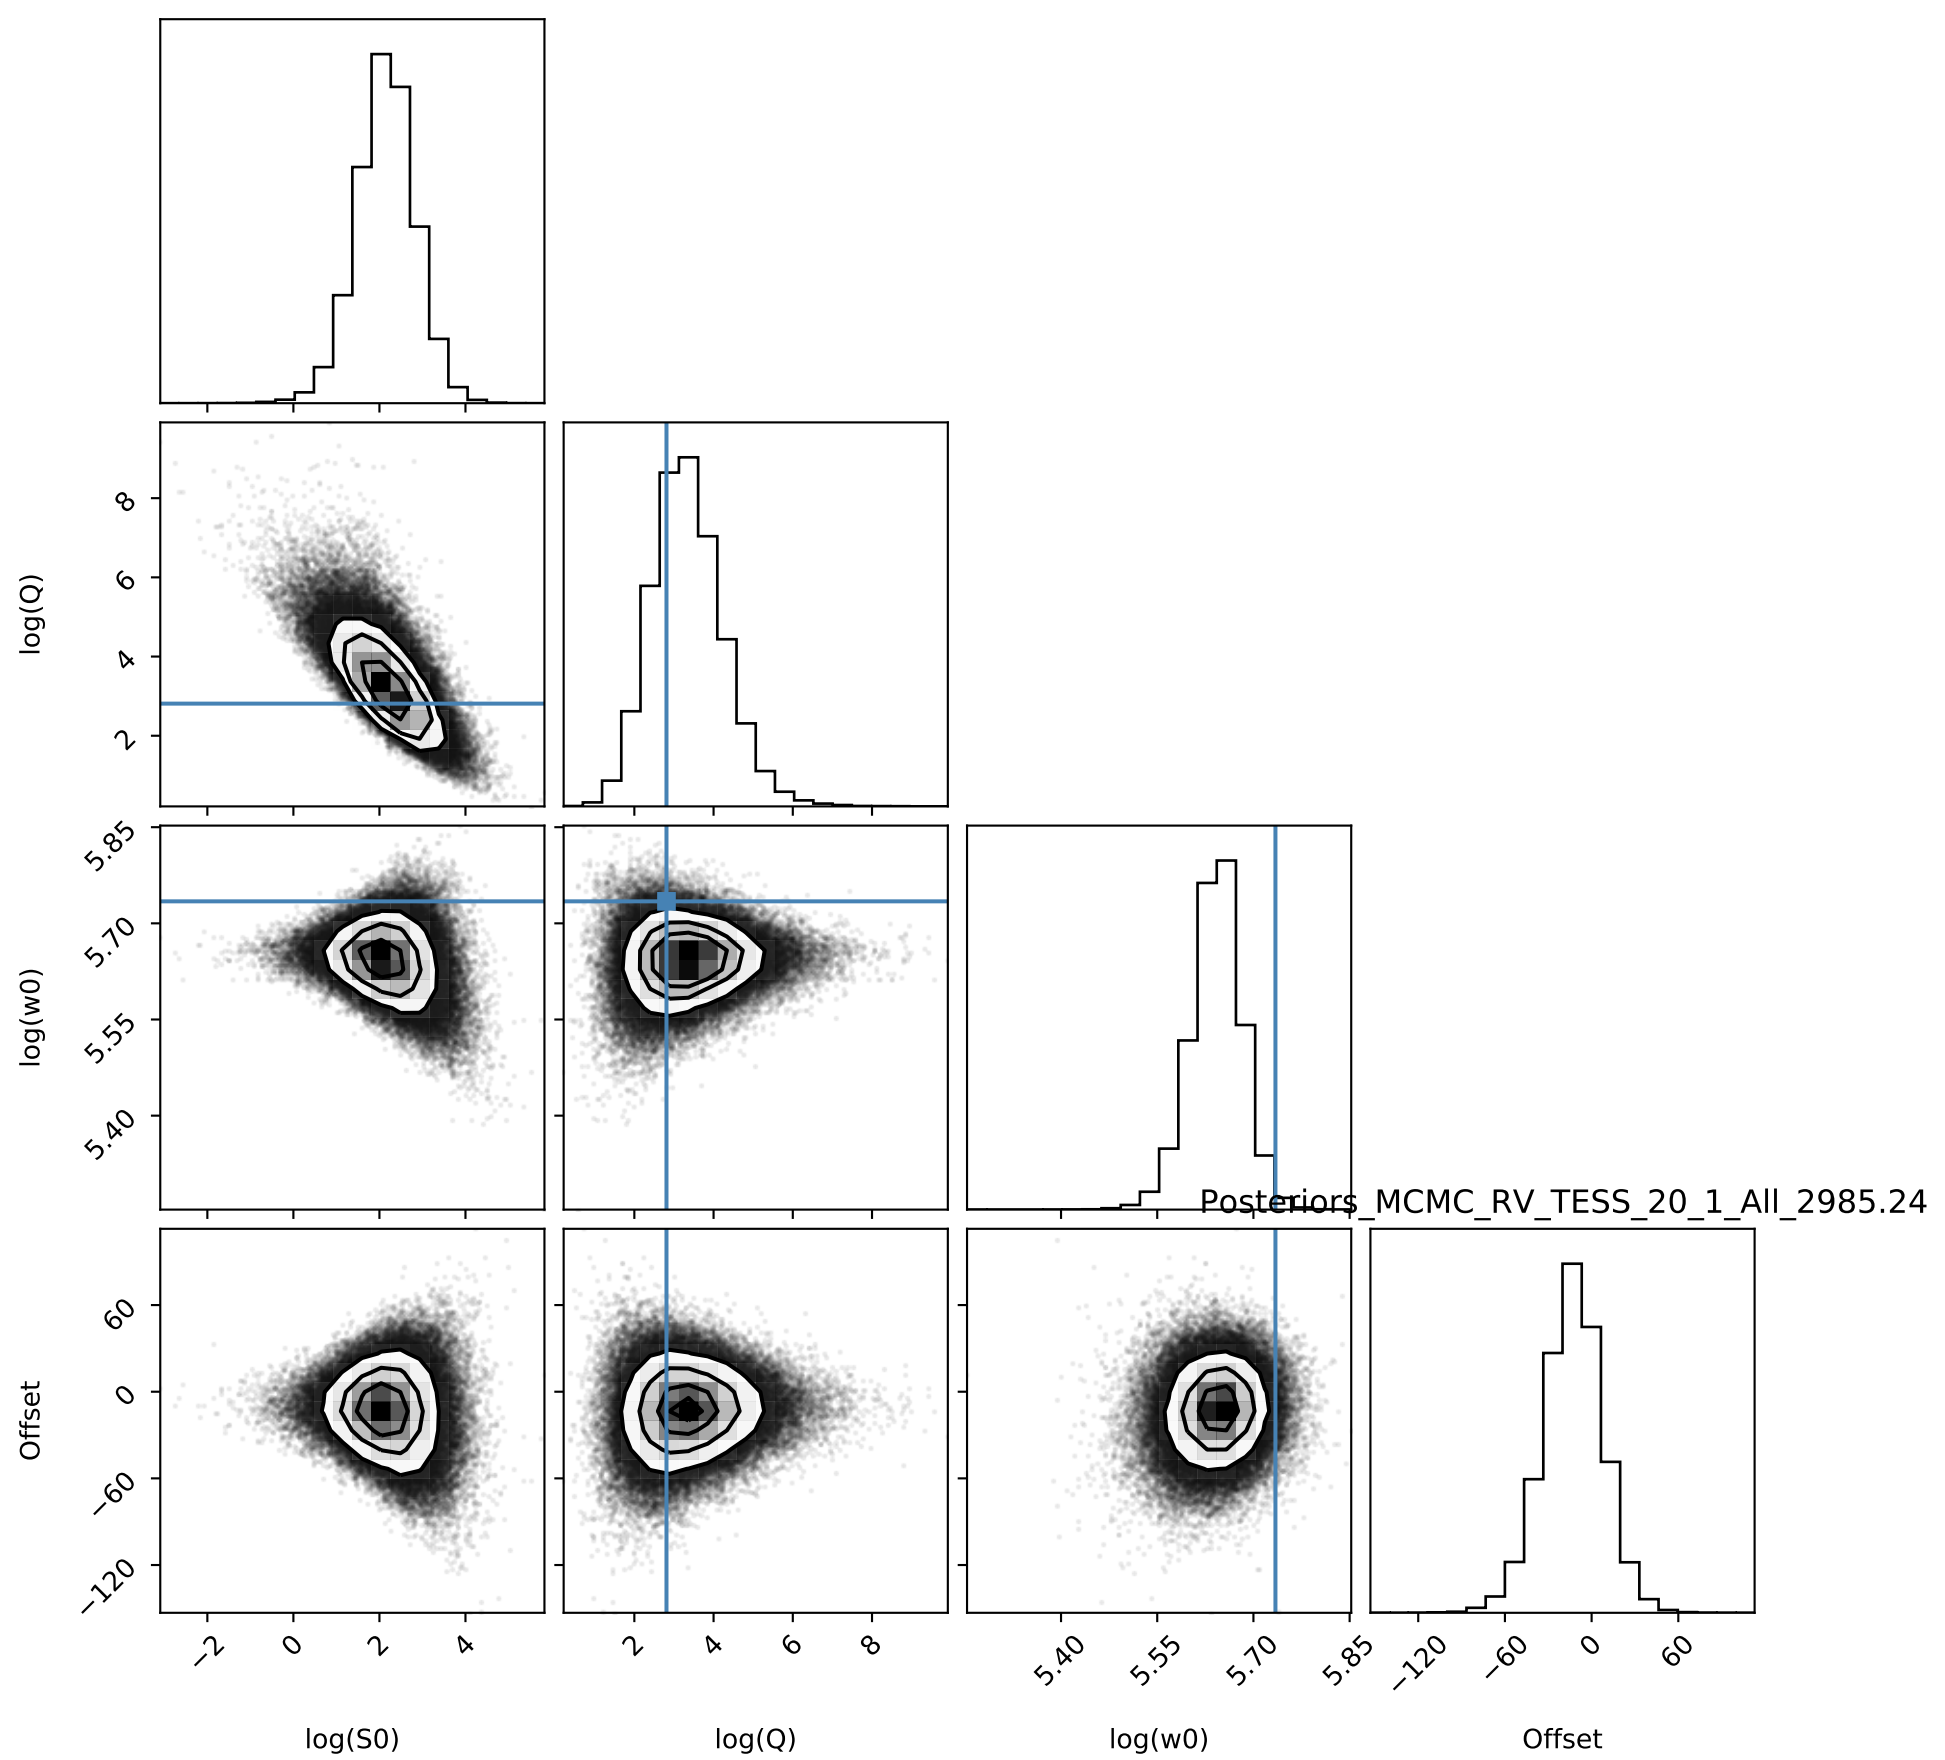 8
6
4
2
log(Q)
5.85
5.70
5.55
5.40
log(w0)
Posteriors_MCMC_RV_TESS_20_1_All_2985.24
60
0
−60
−120
Offset
−2 0 2 4
2 4 6 8
5.40 5.55 5.70 5.85
−120 −60 0 60
log(S0)
log(Q)
log(w0)
Offset